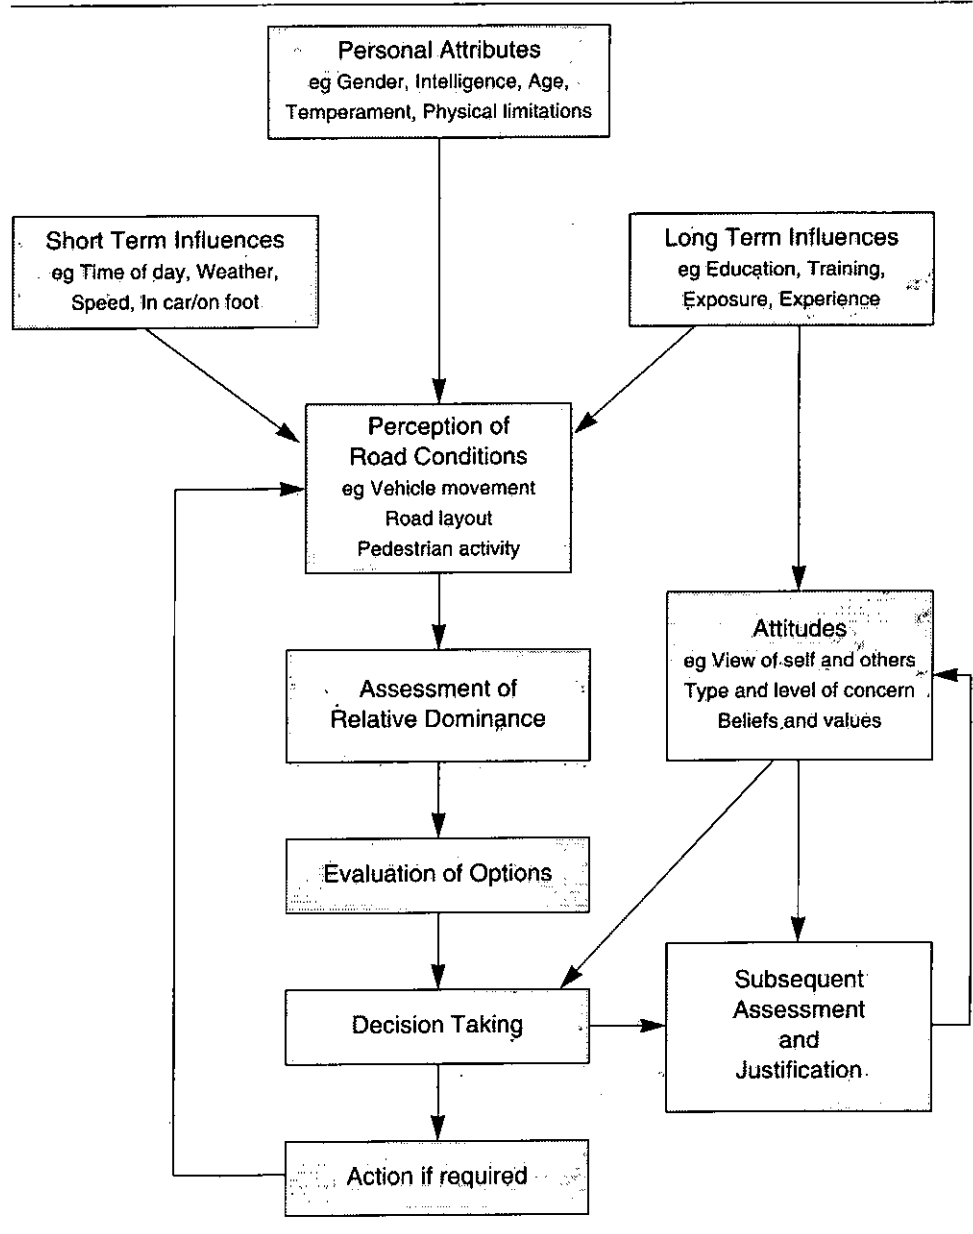 Personal Attributes
eg Gender, Intelligence, Age,
Temperament, Physical limitations
Short Term Influences
eg Time of day, Weather,
Speed, In car/on foot
Long Term Influences
eg Education, Training,
Exposure, Experience
Perception of
Road Conditions
eg Vehicle movement
Road layout
Pedestrian activity
Attitudes
eg View of self and others
Type and level of concern
Beliefs and values
Assessment of
Relative Dominance
Evaluation of Options
Decision Taking
Subsequent
Assessment
and
Justification
Action if required